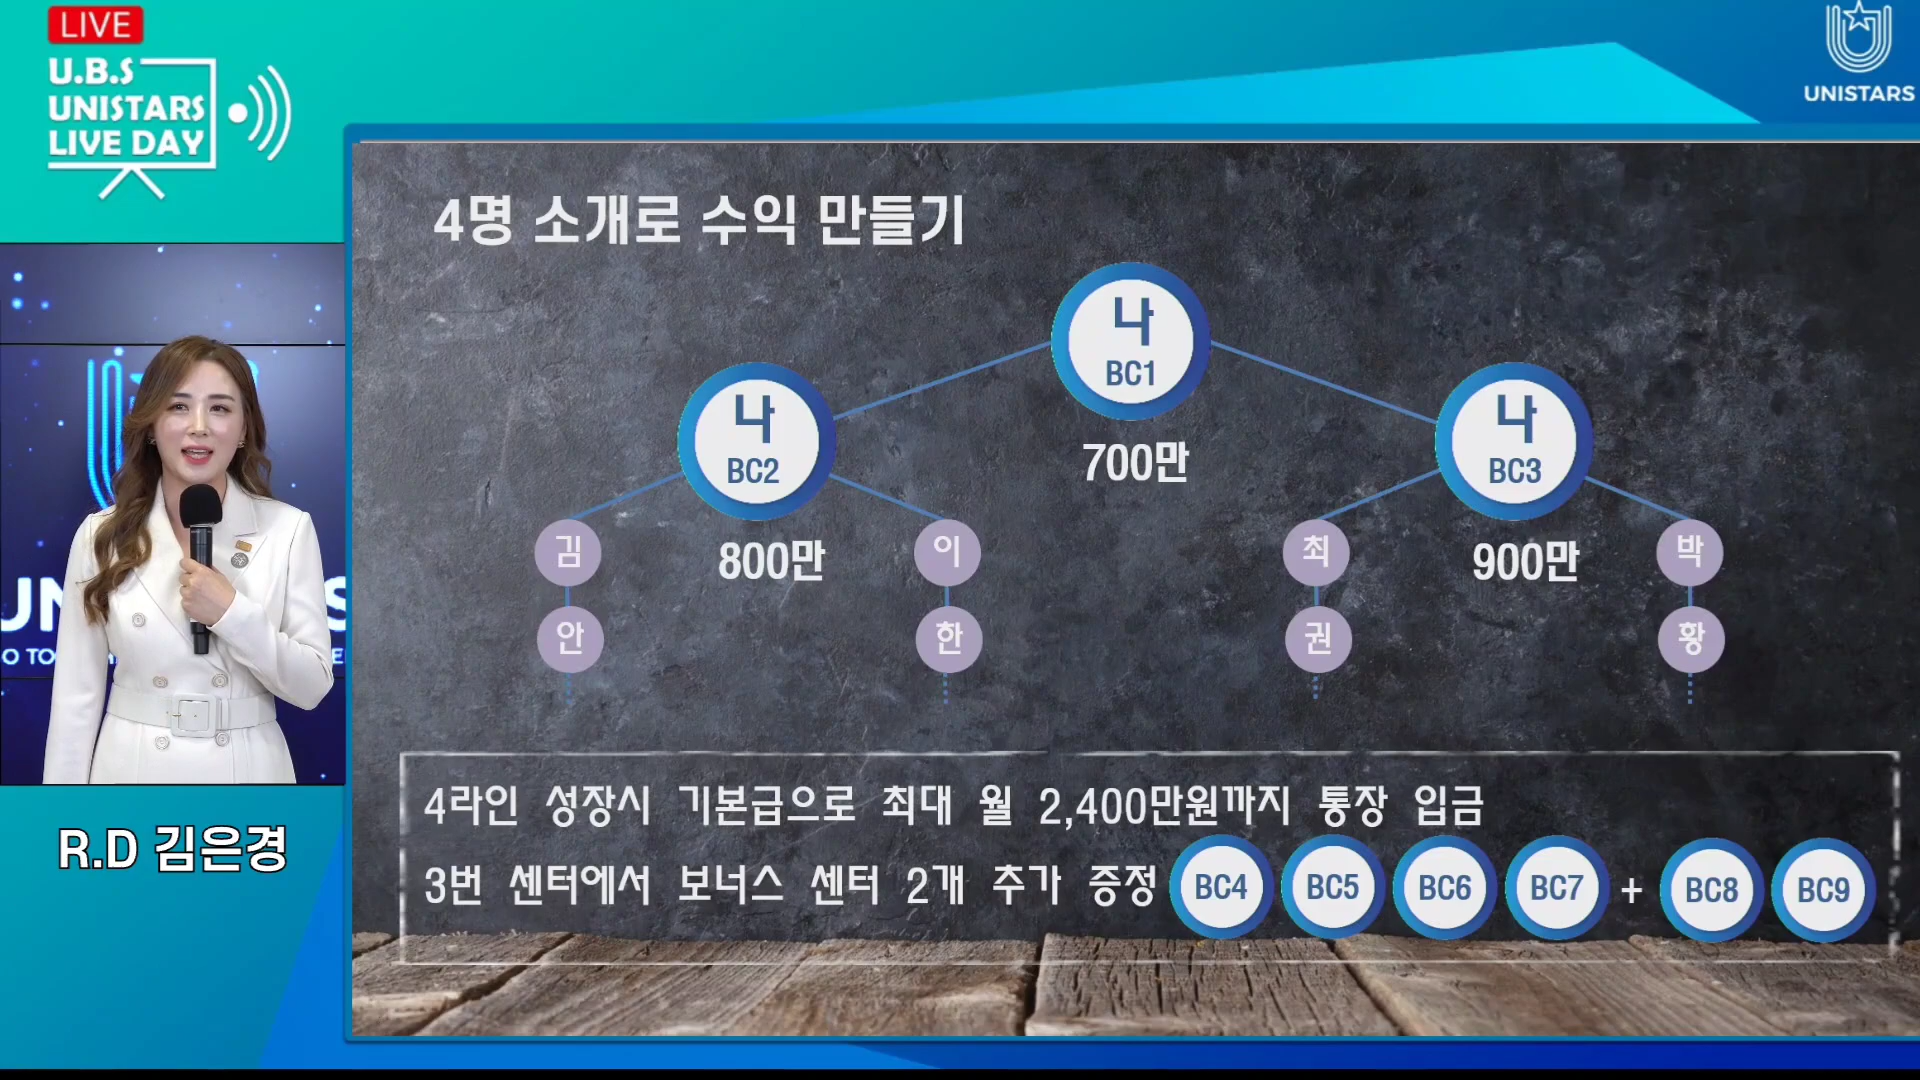 LIVE
U.B.S
UNISTARS
LIVE DAY
UNISTARS
4명 소개로 수익 만들기
나
BC1
700만
나
BC2
800만
나
BC3
900만
김
이
최
박
안
한
권
황
4라인 성장시 기본급으로 최대 월 2,400만원까지 통장 입금
3번 센터에서 보너스 센터 2개 추가 증정 BC4 BC5 BC6 BC7 + BC8 BC9
R.D 김은경